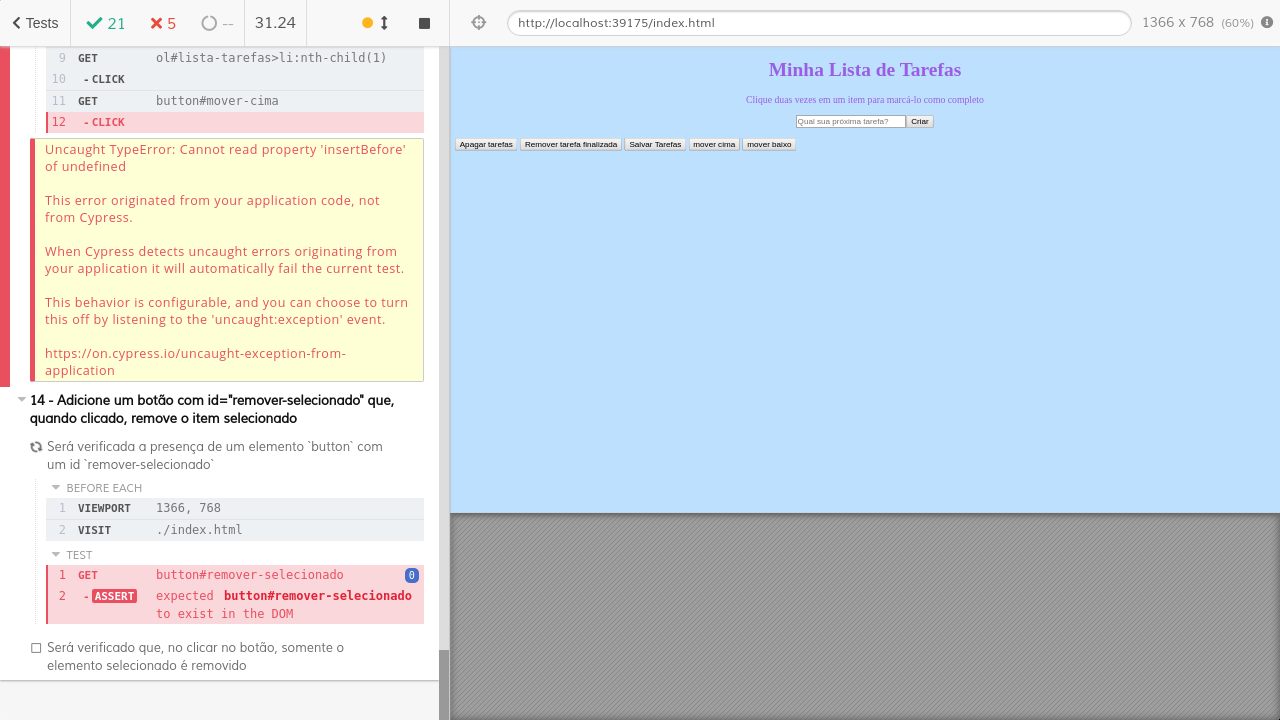 Tests
21
5
--
31.24
http://localhost:39175/index.html
1366 x 768 (60%)
9 GET ol#lista-tarefas>li:nth-child(1)
10 - CLICK
11 GET button#mover-cima
12 - CLICK
Uncaught TypeError: Cannot read property 'insertBefore'
of undefined
This error originated from your application code, not
from Cypress.
When Cypress detects uncaught errors originating from
your application it will automatically fail the current test.
This behavior is configurable, and you can choose to turn
this off by listening to the 'uncaught:exception' event.
https://on.cypress.io/uncaught-exception-from-
application
14 - Adicione um botão com id="remover-selecionado" que,
quando clicado, remove o item selecionado
Será verificada a presença de um elemento `button` com
um id `remover-selecionado`
BEFORE EACH
1 VIEWPORT 1366, 768
2 VISIT ./index.html
TEST
1 GET button#remover-selecionado 0
2 - ASSERT expected button#remover-selecionado
to exist in the DOM
Será verificado que, no clicar no botão, somente o
elemento selecionado é removido
Minha Lista de Tarefas
Clique duas vezes em um item para marcá-lo como completo
Qual sua próxima tarefa? Criar
Apagar tarefas Remover tarefa finalizada Salvar Tarefas mover cima mover baixo